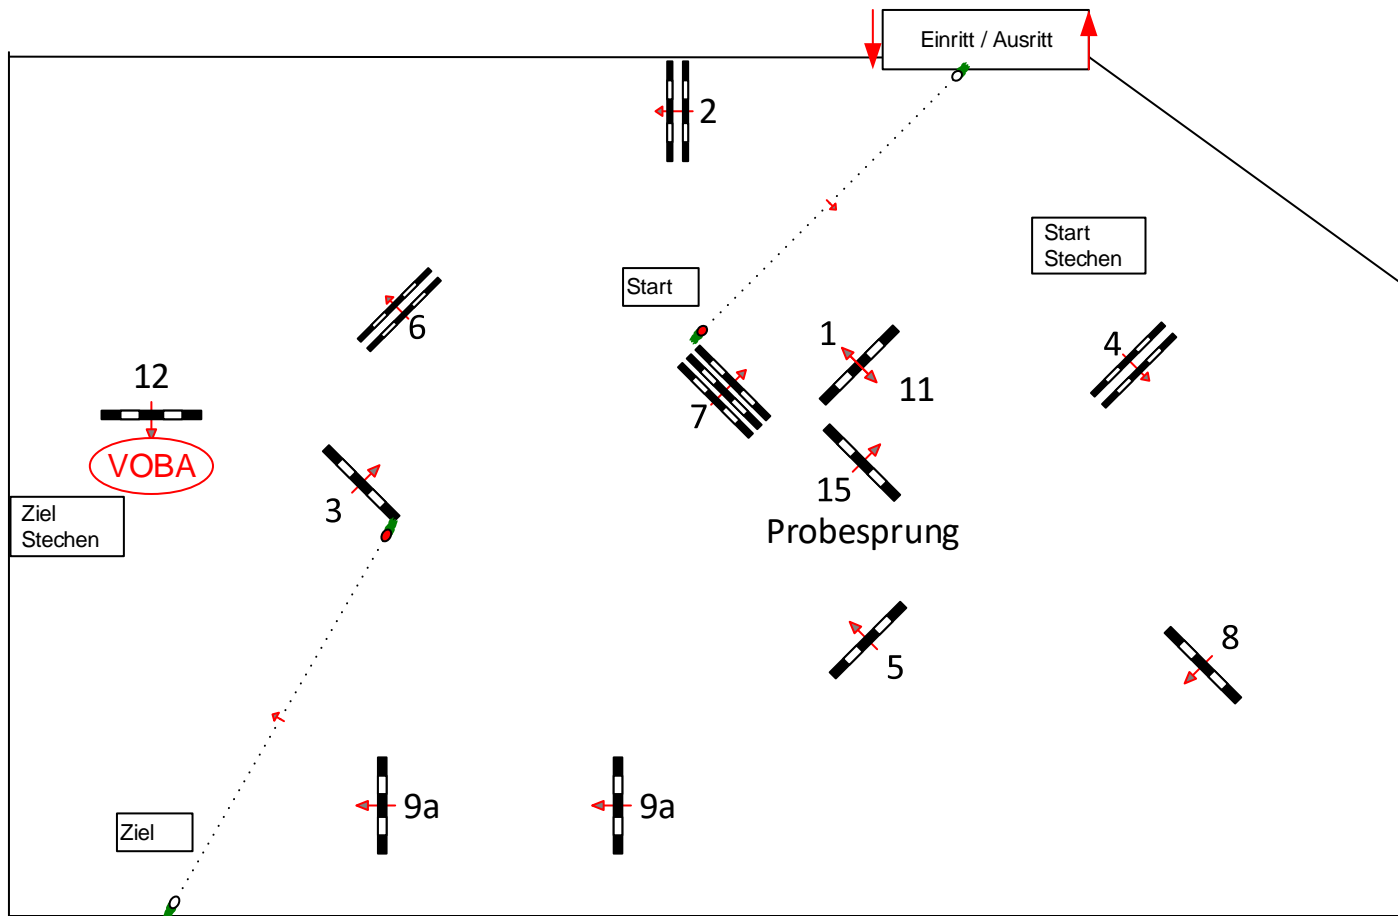 Einritt / Ausritt
2
Start
Stechen
Start
6
1
4
12
11
7
VOBA
15
3
Ziel
Stechen
Probesprung
8
5
9a
9a
Ziel